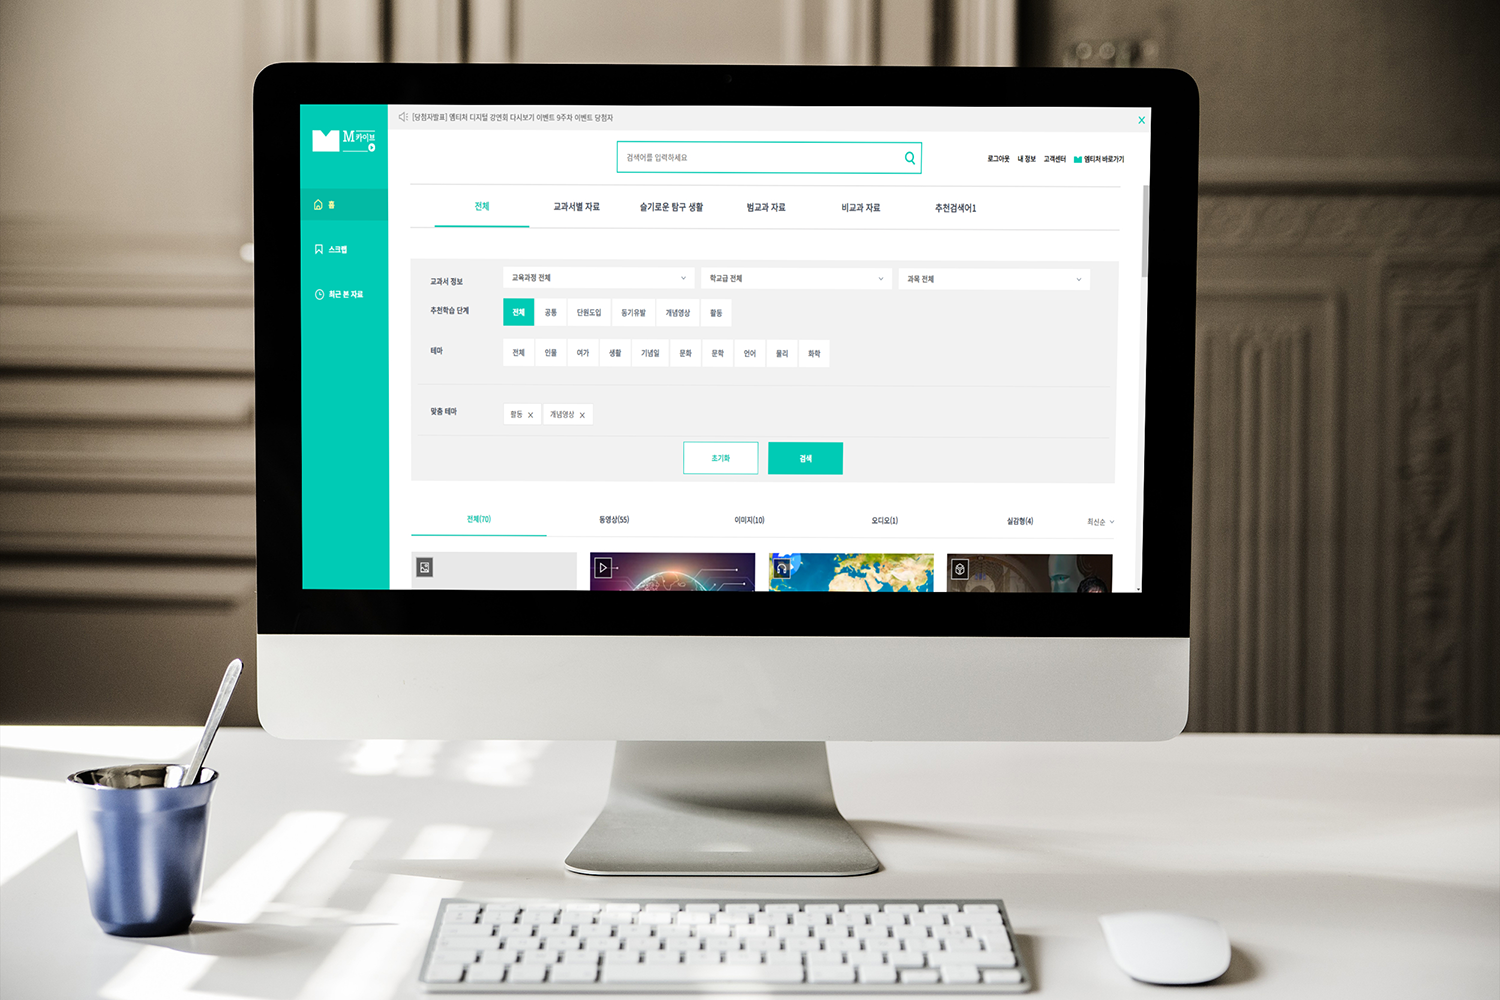 [당첨자발표] 엠티처 디지털 강연회 다시보기 이벤트 9주차 이벤트 당첨자
M카이브
검색어를 입력하세요
로그아웃 내 정보 고객센터 엠티처 바로가기
홈
스크랩
최근 본 자료
전체 교과서별 자료 슬기로운 탐구 생활 범교과 자료 비교과 자료 추천검색어1
교과서 정보 교육과정 전체 학교급 전체 과목 전체
추천학습 단계 전체 공통 단원도입 동기유발 개념영상 활동
테마 전체 인물 여가 생활 기념일 문화 문학 언어 물리 화학
맞춤 테마 활동 X 개념영상 X
초기화 검색
전체(70) 동영상(55) 이미지(10) 오디오(1) 실감형(4) 최신순